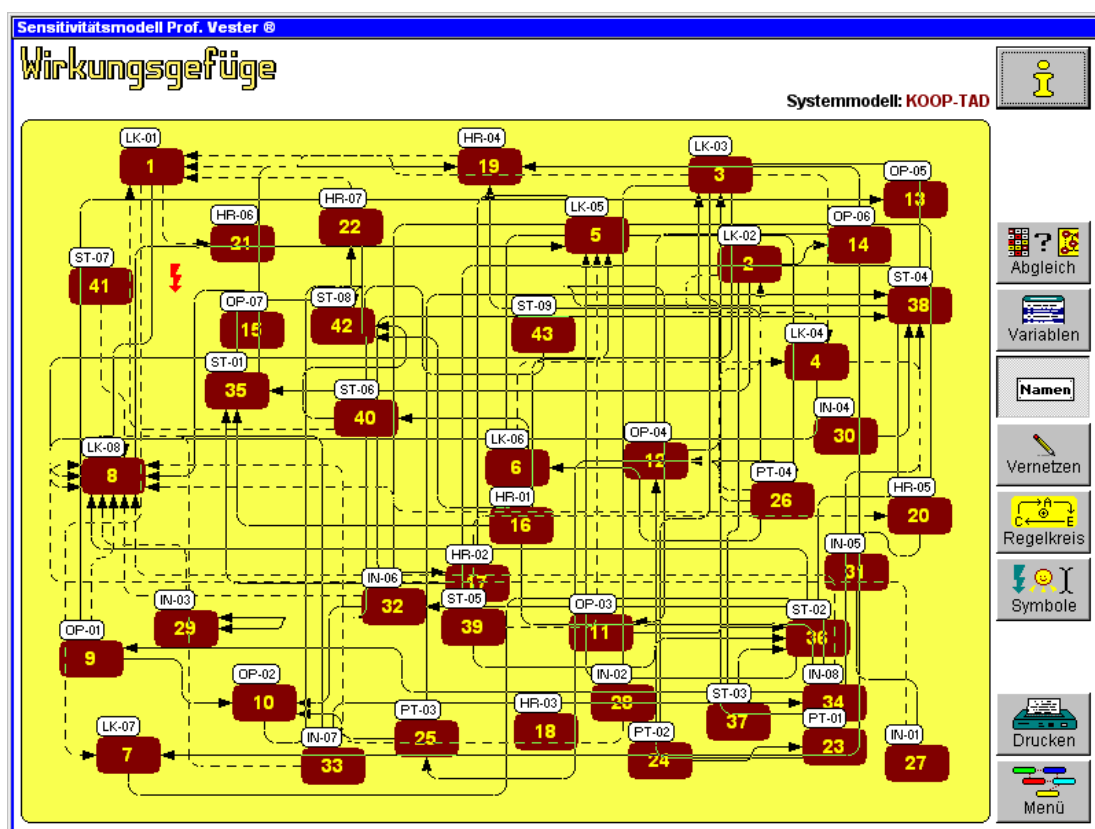 Sensitivitätsmodell Prof. Vester ®
Wirkungsgefüge
Systemmodell: KOOP-TAD
LK-01
1
HR-04
19
LK-03
3
OP-05
13
HR-06
21
HR-07
22
LK-05
5
OP-06
14
LK-02
2
ST-07
41
ST-04
38
OP-07
15
ST-08
42
ST-09
43
LK-04
4
ST-01
35
ST-06
40
IN-04
30
LK-08
8
LK-06
6
OP-04
12
PT-04
26
HR-01
16
HR-05
20
HR-02
17
IN-05
31
IN-06
32
IN-03
29
ST-05
39
OP-03
11
ST-02
36
OP-01
9
OP-02
10
IN-02
28
ST-03
37
IN-08
34
LK-07
7
IN-07
33
PT-03
25
HR-03
18
PT-02
24
PT-01
23
IN-01
27
?
Abgleich
Variablen
Namen
Vernetzen
A
C
E
Regelkreis
Symbole
Drucken
Menü